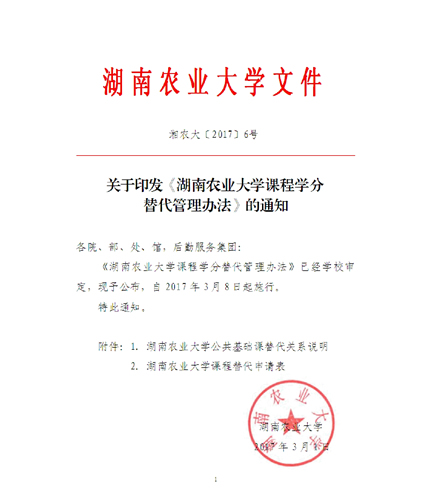 湖南农业大学文件
湘农大〔2017〕6号
关于印发《湖南农业大学课程学分
替代管理办法》的通知
各院、部、处、馆，后勤服务集团：
《湖南农业大学课程学分替代管理办法》已经学校审
定，现予公布，自 2017 年 3 月 8 日起施行。
特此通知。
附件：1. 湖南农业大学公共基础课替代关系说明
2. 湖南农业大学课程替代申请表
湖南农业大学
湖南农业大学
2017 年 3 月 日
1